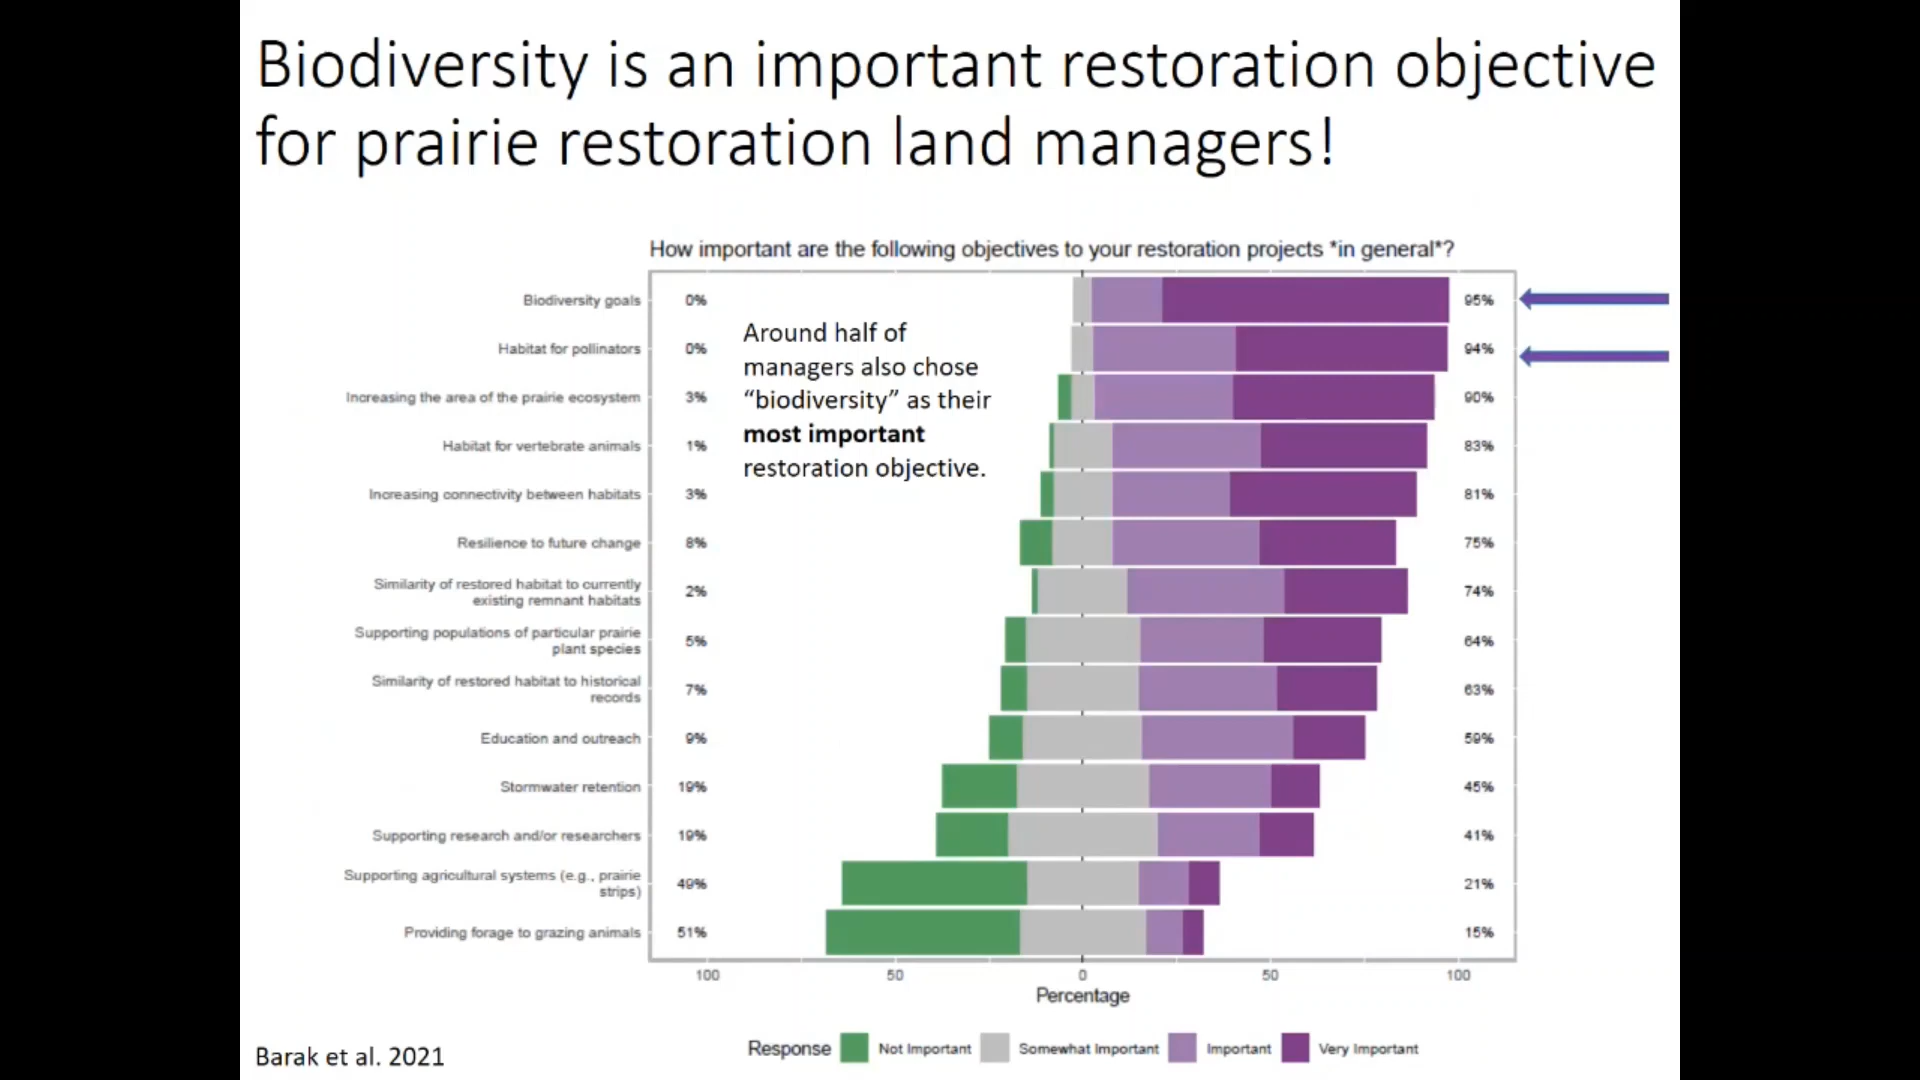 Biodiversity is an important restoration objective
for prairie restoration land managers!
How important are the following objectives to your restoration projects *in general*?
Biodiversity goals 0% 95%
Habitat for pollinators 0% 94%
Increasing the area of the prairie ecosystem 3% 90%
Habitat for vertebrate animals 1% 83%
Increasing connectivity between habitats 3% 81%
Resilience to future change 8% 75%
Similarity of restored habitat to currently
existing remnant habitats 2% 74%
Supporting populations of particular prairie
plant species 5% 64%
Similarity of restored habitat to historical
records 7% 63%
Education and outreach 9% 59%
Stormwater retention 19% 45%
Supporting research and/or researchers 19% 41%
Supporting agricultural systems (e.g., prairie
strips) 49% 21%
Providing forage to grazing animals 51% 15%
Around half of
managers also chose
“biodiversity” as their
most important
restoration objective.
100 50 0 50 100
Percentage
Response Not Important Somewhat Important Important Very Important
Barak et al. 2021